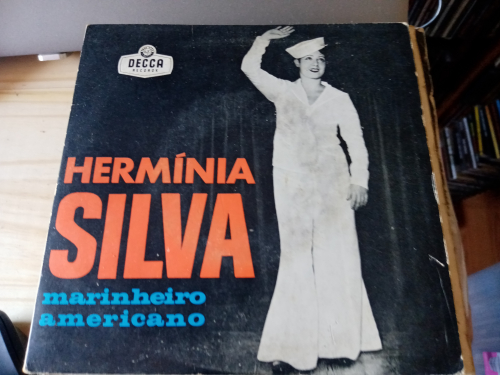 DECCA
RECORDS
HERMÍNIA
SILVA
marinheiro
americano